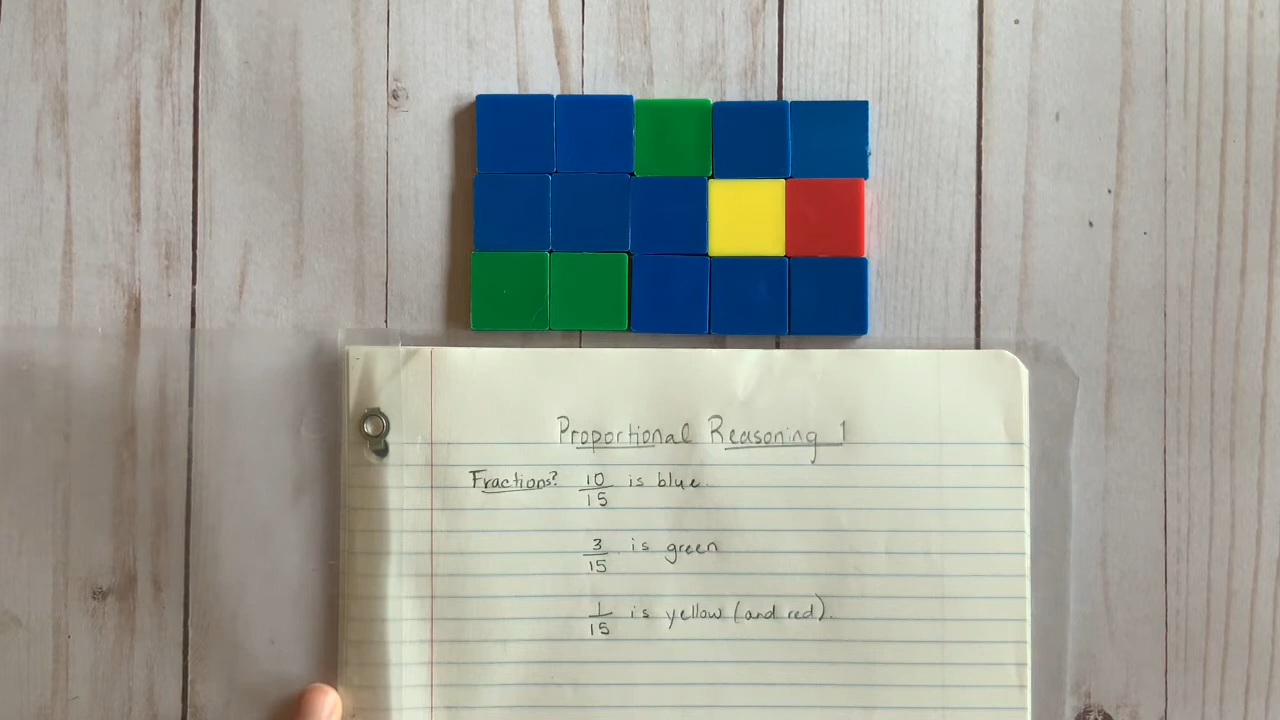 Proportional Reasoning 1
Fractions? 10/15 is blue.
3/15 is green
1/15 is yellow (and red).